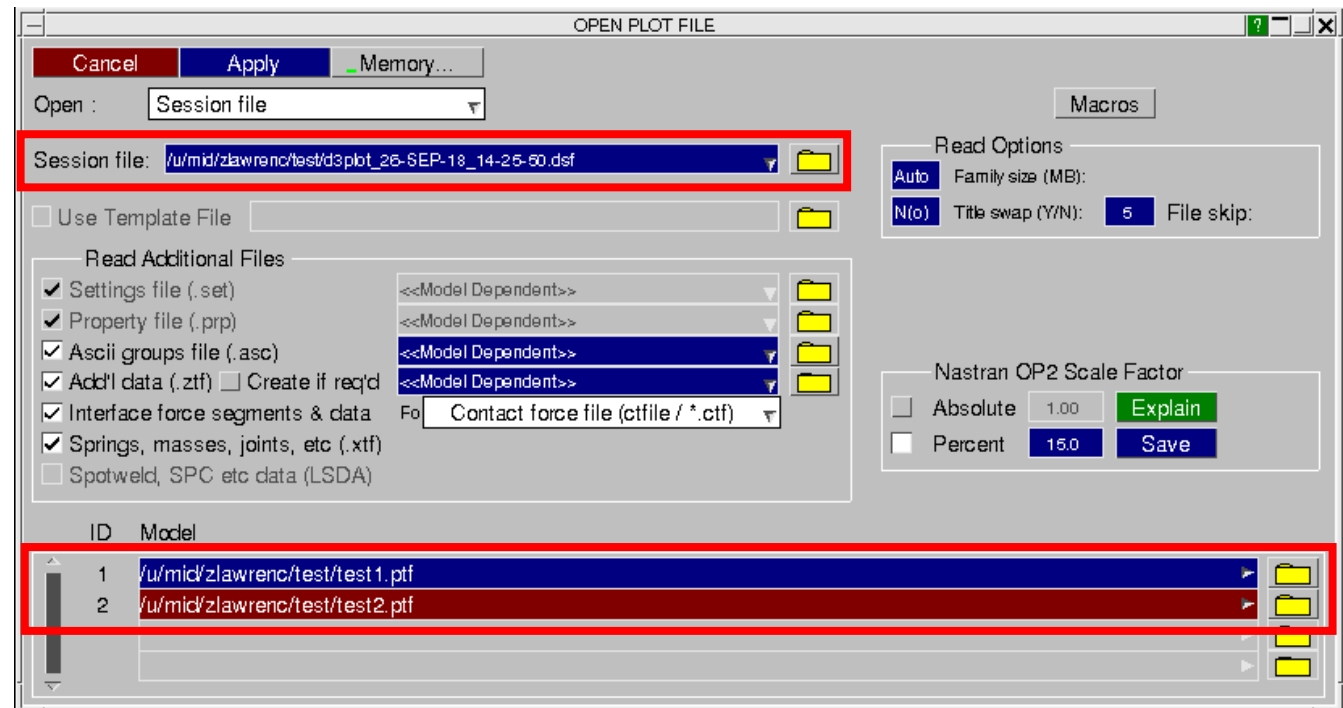 OPEN PLOT FILE ?
Cancel Apply Memory...
Open : Session file Macros
Session file: /u/mid/zlawrenc/test/d3plot_26-SEP-18_14-25-50.dsf
Read Options
Auto Family size (MB):
Use Template File N(o) Title swap (Y/N): 5 File skip:
Read Additional Files
Settings file (.set) <<Model Dependent>>
Property file (.prp) <<Model Dependent>>
Ascii groups file (.asc) <<Model Dependent>>
Nastran OP2 Scale Factor
Add'l data (.ztf) Create if req'd <<Model Dependent>>
Interface force segments & data Fo Contact force file (ctfile / *.ctf) Absolute 1.00 Explain
Springs, masses, joints, etc (.xtf) Percent 15.0 Save
Spotweld, SPC etc data (LSDA)
ID Model
1 /u/mid/zlawrenc/test/test1.ptf
2 /u/mid/zlawrenc/test/test2.ptf